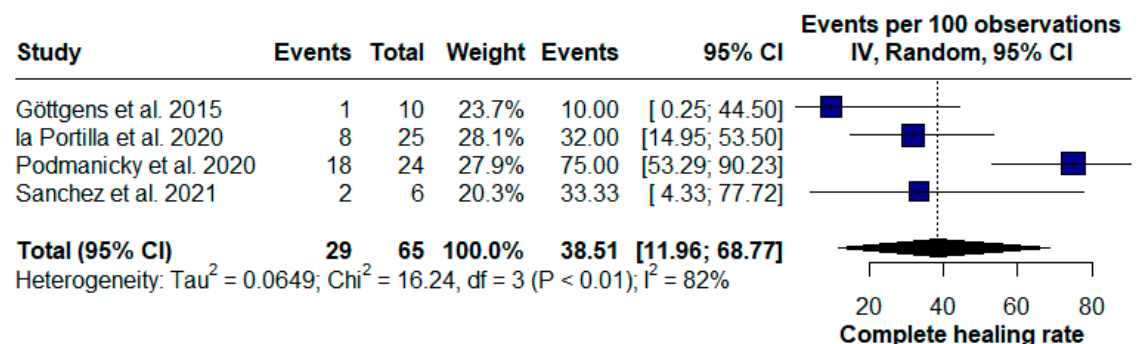 Events per 100 observations
Study Events Total Weight Events 95% CI IV, Random, 95% CI
Göttgens et al. 2015 1 10 23.7% 10.00 [ 0.25; 44.50]
la Portilla et al. 2020 8 25 28.1% 32.00 [14.95; 53.50]
Podmanicky et al. 2020 18 24 27.9% 75.00 [53.29; 90.23]
Sanchez et al. 2021 2 6 20.3% 33.33 [ 4.33; 77.72]
Total (95% CI) 29 65 100.0% 38.51 [11.96; 68.77]
Heterogeneity: Tau² = 0.0649; Chi² = 16.24, df = 3 (P < 0.01); I² = 82%
20 40 60 80
Complete healing rate